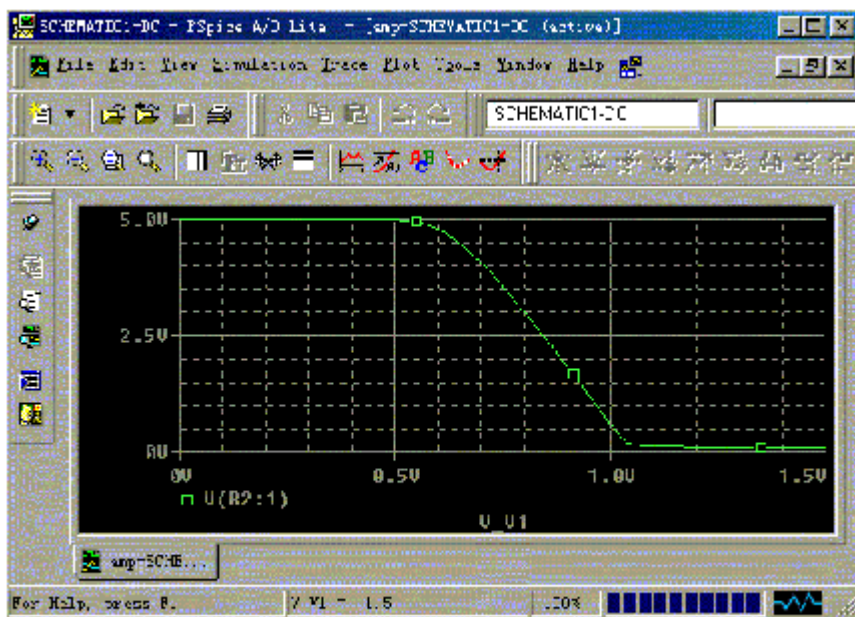 SCHEMATIC1-DC - PSpice A/D Lite - [amp-SCHEMATIC1-DC (active)]
File Edit View Simulation Trace Plot Tools Window Help
SCHEMATIC1-DC
5.0V
2.5V
0V
0V 0.5V 1.0V 1.5V
V(R2:1)
V_V1
amp-SCHE...
For Help, press F. V_V1 = 1.5 100%